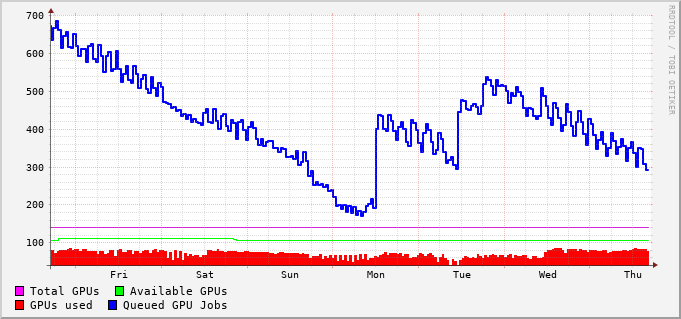 700
600
500
400
300
200
100
Fri Sat Sun Mon Tue Wed Thu
Total GPUs Available GPUs
GPUs used Queued GPU Jobs
RRDTOOL / TOBI OETIKER